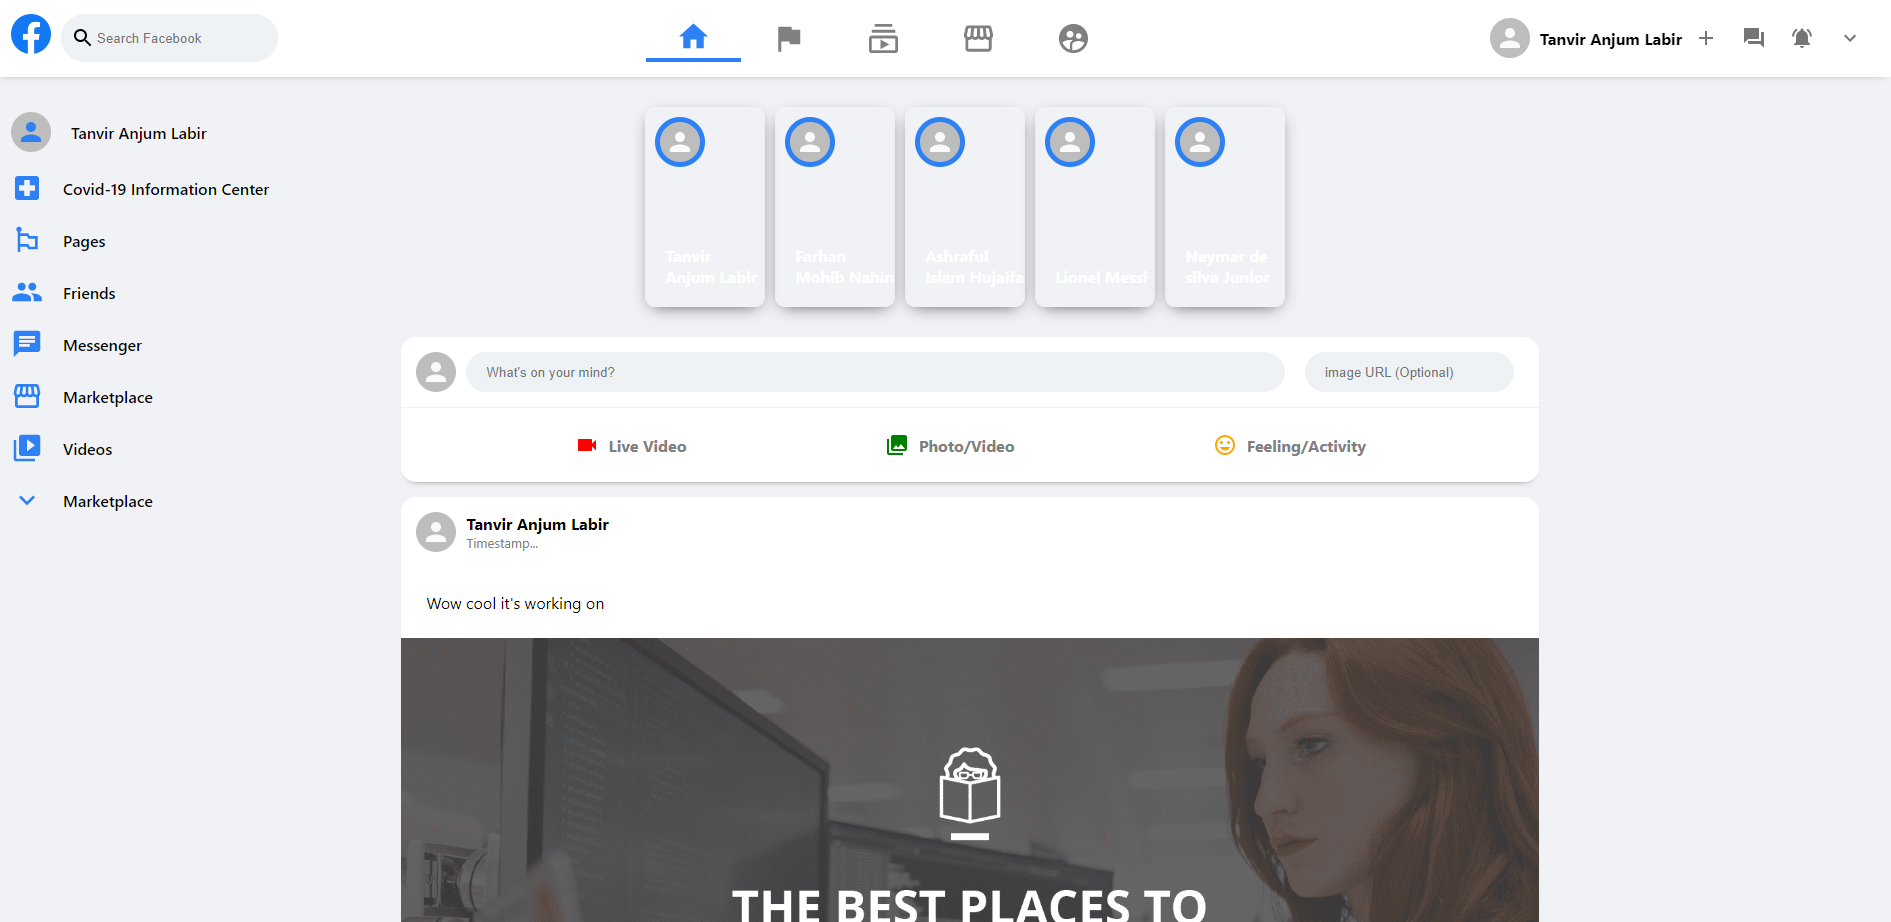 Search Facebook
Tanvir Anjum Labir
Tanvir Anjum Labir
Covid-19 Information Center
Pages
Friends
Messenger
Marketplace
Videos
Marketplace
Tanvir
Anjum Labir
Farhan
Mohib Nahin
Ashraful
Islam Hujaifa
Lionel Messi
Neymar de
silva Junior
What's on your mind?
image URL (Optional)
Live Video
Photo/Video
Feeling/Activity
Tanvir Anjum Labir
Timestamp...
Wow cool it's working on
THE BEST PLACES TO